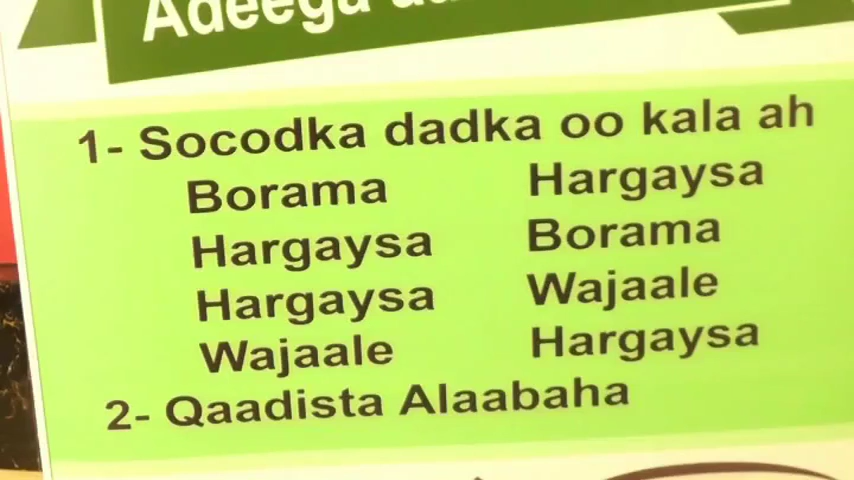 Adeega
1- Socodka dadka oo kala ah
Borama Hargaysa
Hargaysa Borama
Hargaysa Wajaale
Wajaale Hargaysa
2- Qaadista Alaabaha